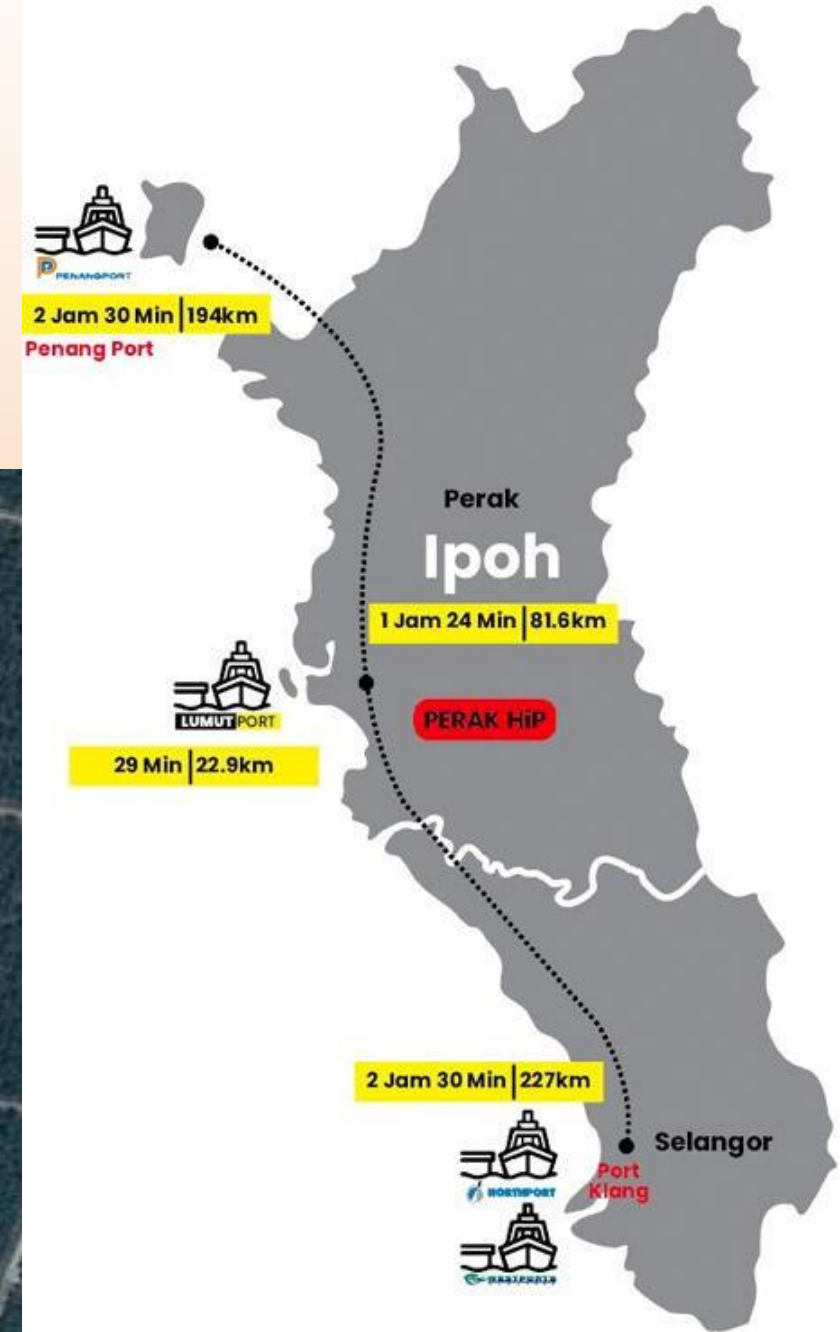 PENANGPORT
2 Jam 30 Min | 194km
Penang Port
Perak
Ipoh
1 Jam 24 Min | 81.6km
LUMUT PORT
PERAK HiP
29 Min | 22.9km
2 Jam 30 Min | 227km
Selangor
Port
Klang
NORTHPORT